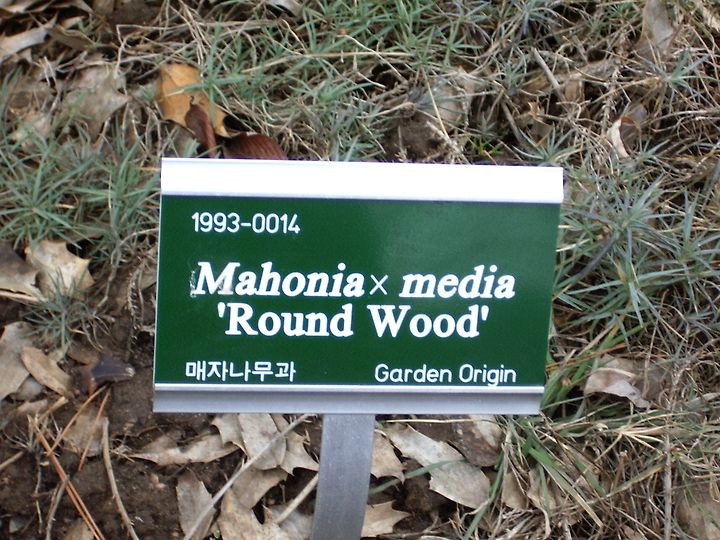 1993-0014
Mahonia × media
'Round Wood'
매자나무과 Garden Origin